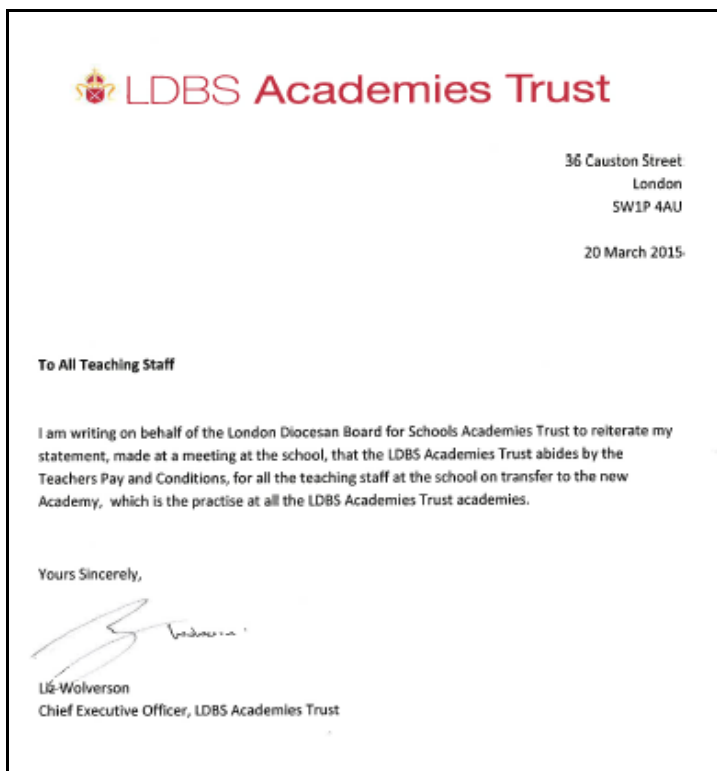 LDBS Academies Trust
36 Causton Street
London
SW1P 4AU
20 March 2015
To All Teaching Staff
I am writing on behalf of the London Diocesan Board for Schools Academies Trust to reiterate my
statement, made at a meeting at the school, that the LDBS Academies Trust abides by the
Teachers Pay and Conditions, for all the teaching staff at the school on transfer to the new
Academy, which is the practise at all the LDBS Academies Trust academies.
Yours Sincerely,
Liz Wolverson
Chief Executive Officer, LDBS Academies Trust